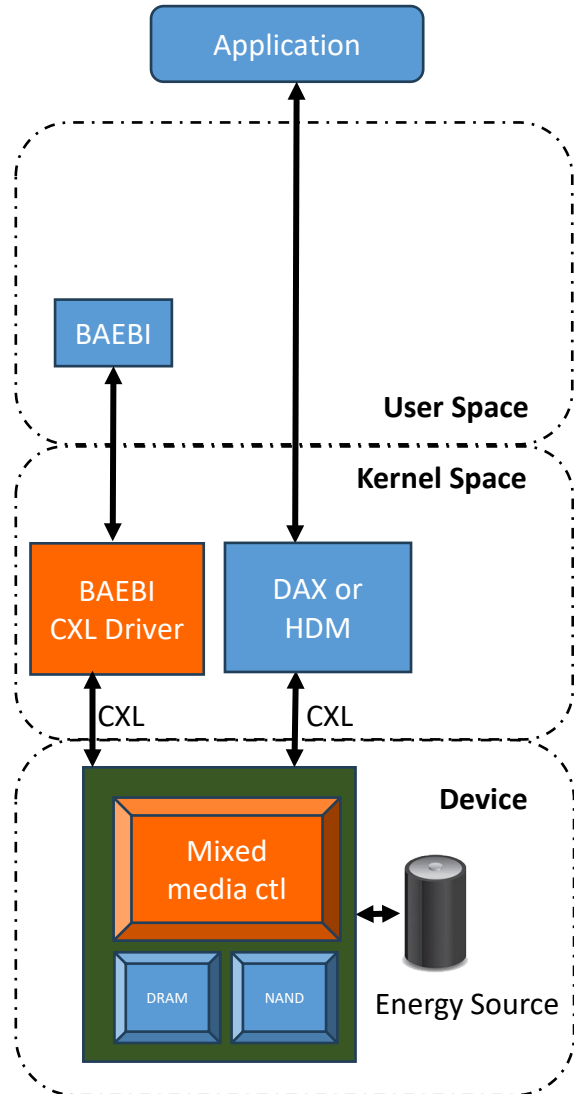 Application
BAEBI
User Space
Kernel Space
BAEBI
CXL Driver
DAX or
HDM
CXL
CXL
Device
Mixed
media ctl
DRAM
NAND
Energy Source